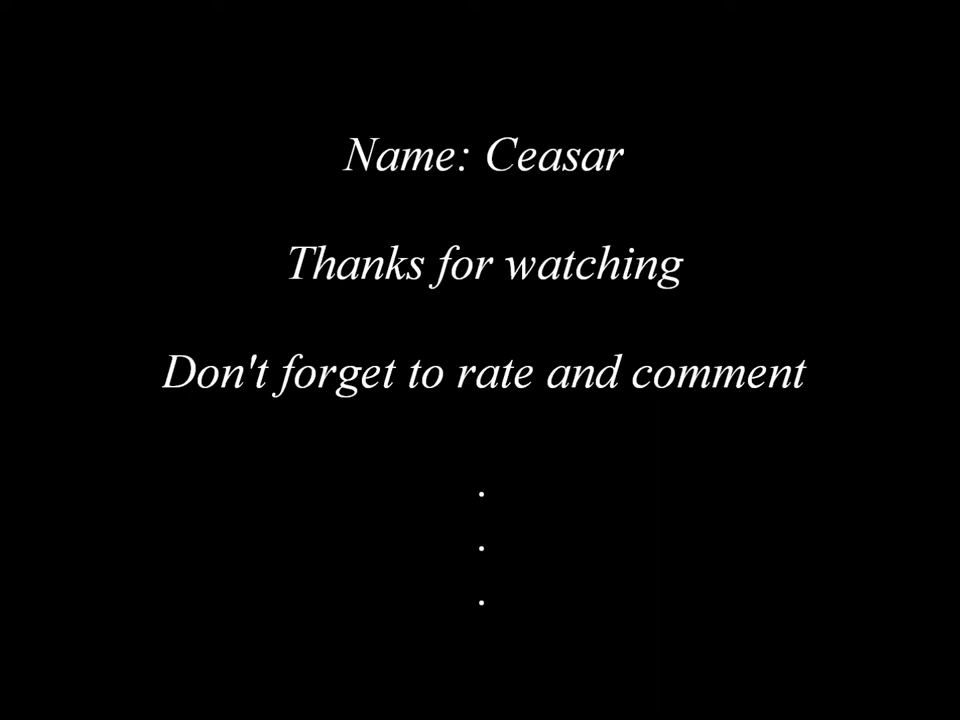 Name: Ceasar
Thanks for watching
Don't forget to rate and comment
.
.
.